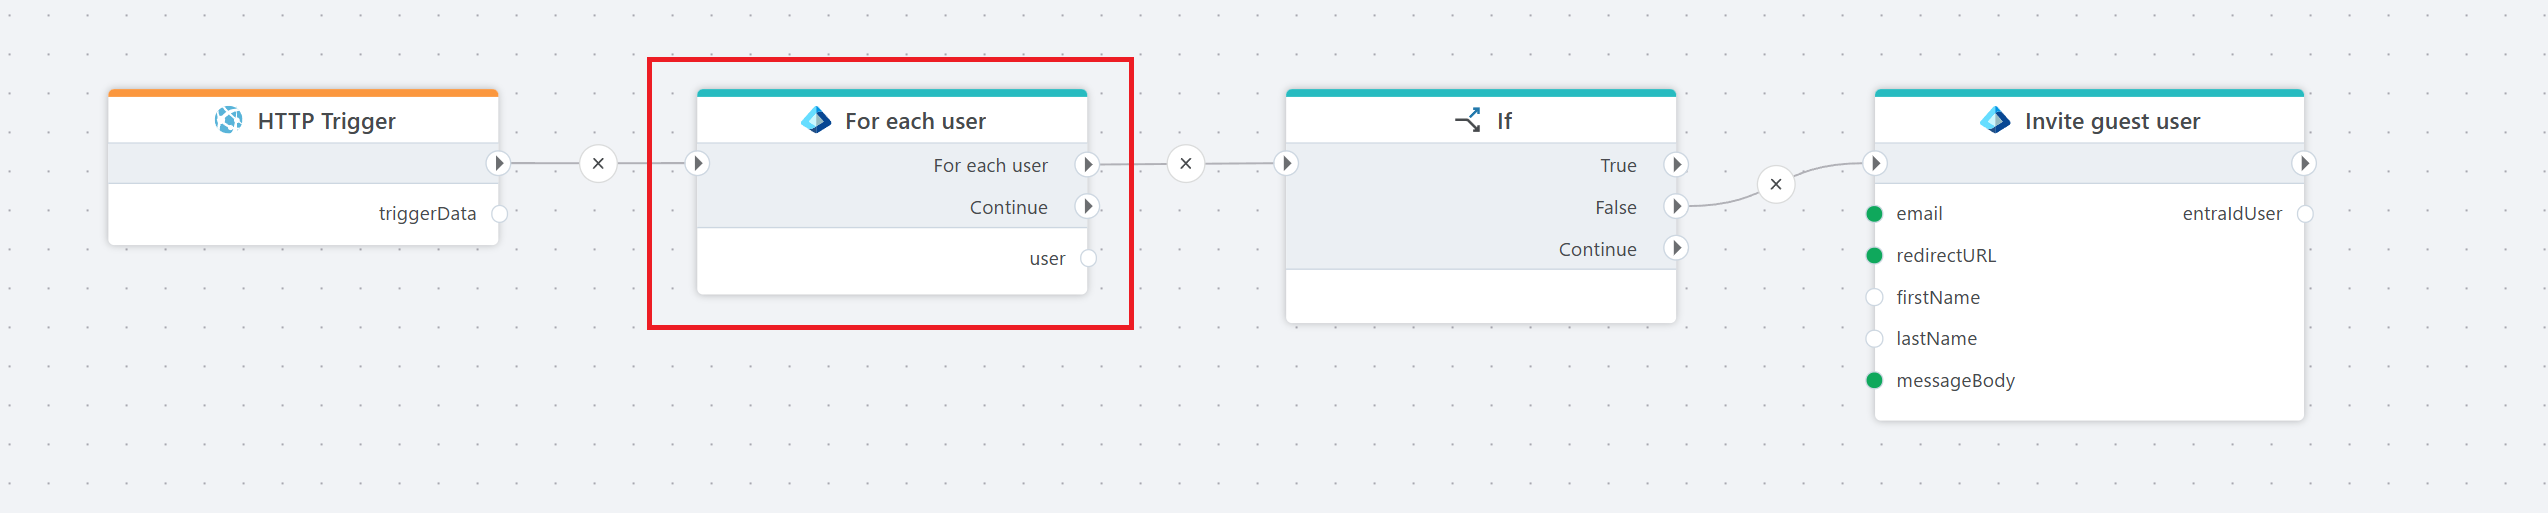 HTTP Trigger
triggerData
For each user
For each user
Continue
user
If
True
False
Continue
Invite guest user
email
entraIdUser
redirectURL
firstName
lastName
messageBody